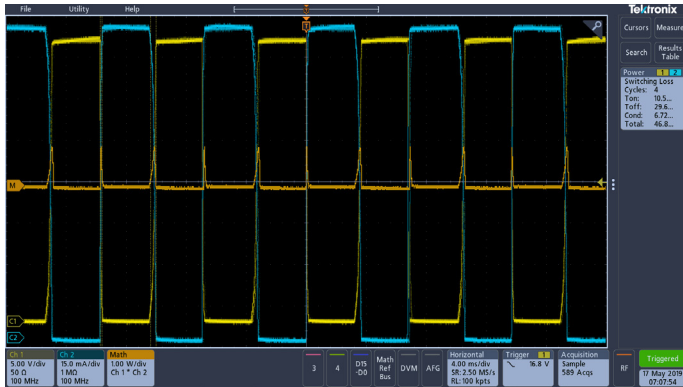 File Utility Help
Tektronix
Cursors Measure
Search Results Table
Power 1 2
Switching Loss
Cycles: 4
Ton: 10.5...
Toff: 29.6...
Cond: 6.72...
Total: 46.8...
M
C1
C2
Ch 1
5.00 V/div
50 Ω
100 MHz
Ch 2
15.0 mA/div
1 MΩ
100 MHz
Math
1.00 W/div
Ch 1 * Ch 2
3
4
D15
-D0
Math
Ref
Bus
DVM
AFG
Horizontal
4.00 ms/div
SR: 2.50 MS/s
RL: 100 kpts
Trigger 1
16.8 V
Acquisition
Sample
589 Acqs
RF
Triggered
17 May 2019
07:07:54